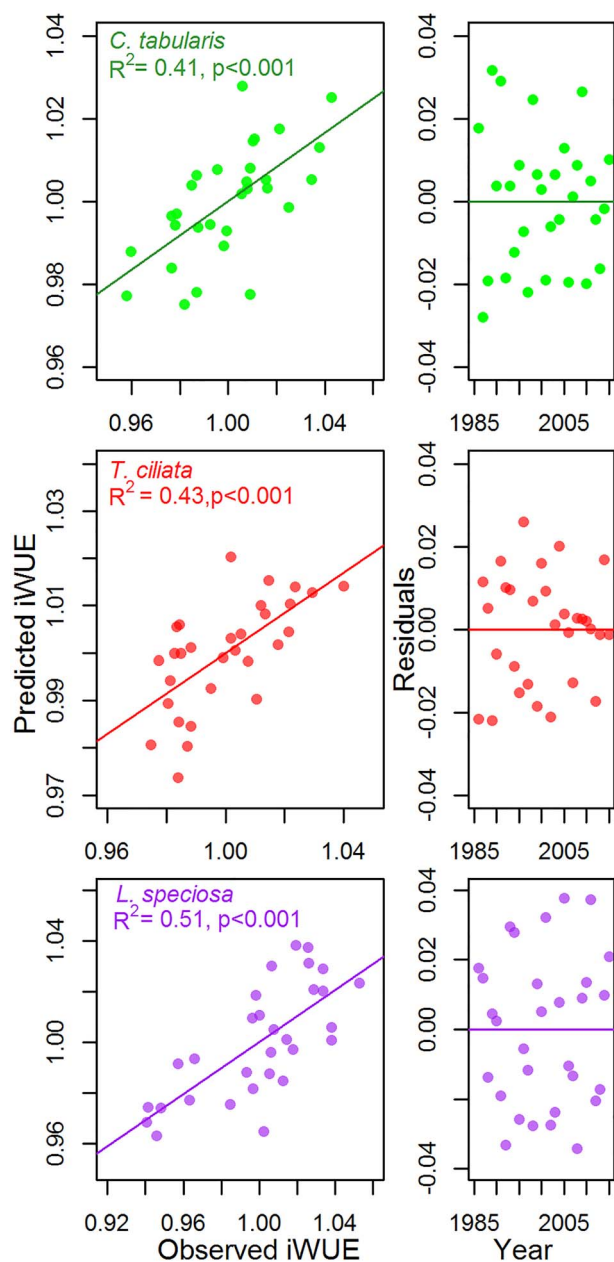 C. tabularis
R2= 0.41, p<0.001
0.96 0.98 1.00 1.02 1.04
0.96 1.00 1.04
-0.04 -0.02 0.00 0.02 0.04
1985 2005
T. ciliata
R2 = 0.43,p<0.001
0.97 0.99 1.01 1.03
0.96 1.00 1.04
-0.04 -0.02 0.00 0.02 0.04
1985 2005
Predicted iWUE
Residuals
L. speciosa
R2= 0.51, p<0.001
0.96 1.00 1.04
0.92 0.96 1.00 1.04
-0.04 0.00 0.02 0.04
1985 2005
Observed iWUE
Year